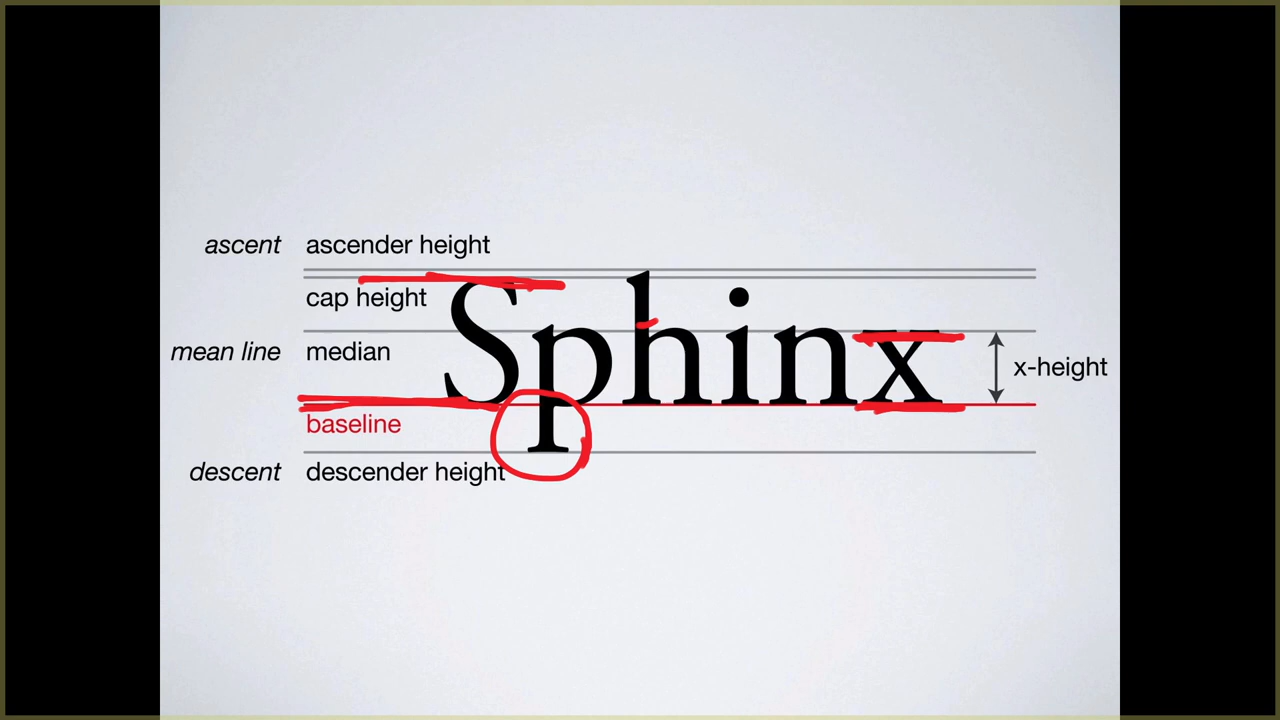 ascent ascender height
cap height
Sphinx
mean line median
x-height
baseline
descent descender height